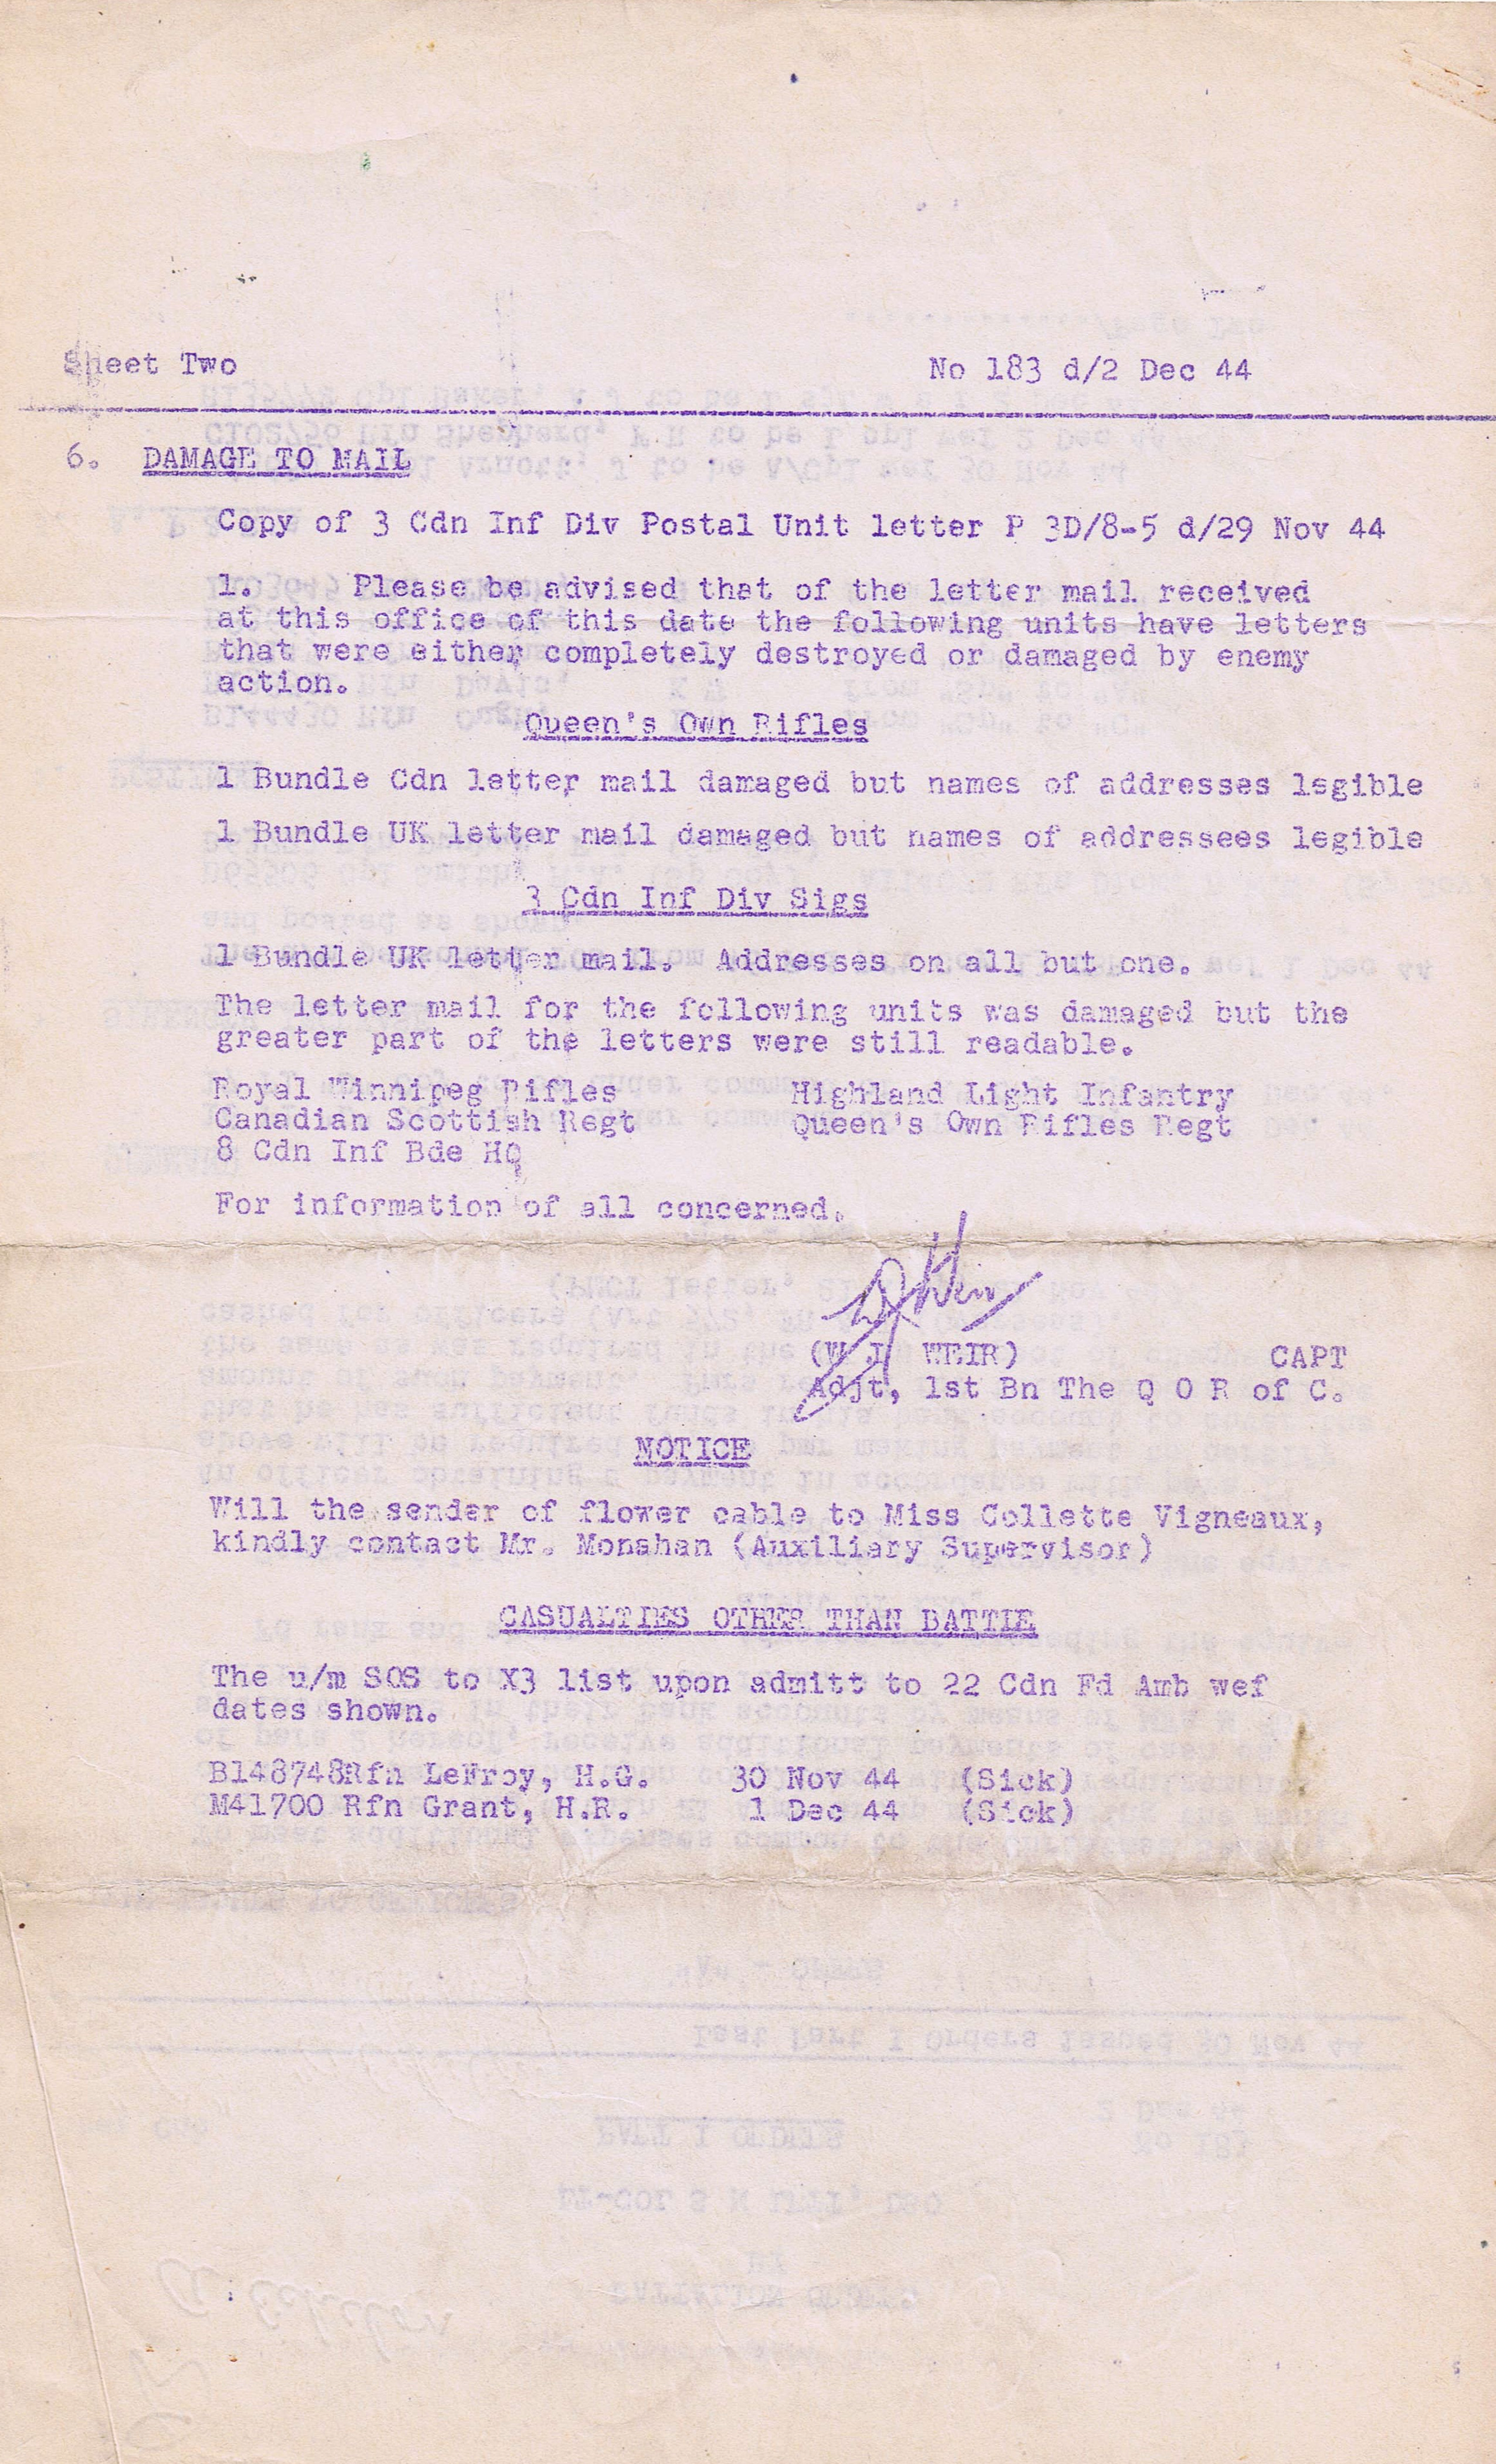 Sheet Two No 183 d/2 Dec 44
6. DAMAGE TO MAIL
Copy of 3 Cdn Inf Div Postal Unit letter P 3D/8-5 d/29 Nov 44
1. Please be advised that of the letter mail received
at this office of this date the following units have letters
that were either completely destroyed or damaged by enemy
action.
Queen's Own Rifles
1 Bundle Cdn letter mail damaged but names of addresses legible
1 Bundle UK letter mail damaged but names of addressees legible
3 Cdn Inf Div Sigs
1 Bundle UK letter mail. Addresses on all but one.
The letter mail for the following units was damaged but the
greater part of the letters were still readable.
Royal Winnipeg Rifles Highland Light Infantry
Canadian Scottish Regt Queen's Own Rifles Regt
8 Cdn Inf Bde HQ
For information of all concerned.
(W J WEIR) CAPT
Adjt, 1st Bn The Q O R of C.
NOTICE
Will the sender of flower cable to Miss Collette Vigneaux,
kindly contact Mr. Monahan (Auxiliary Supervisor)
CASUALTIES OTHER THAN BATTLE
The u/m SOS to X3 list upon admitt to 22 Cdn Fd Amb wef
dates shown.
B148748Rfn LeFroy, H.G. 30 Nov 44 (Sick)
M41700 Rfn Grant, H.R. 1 Dec 44 (Sick)